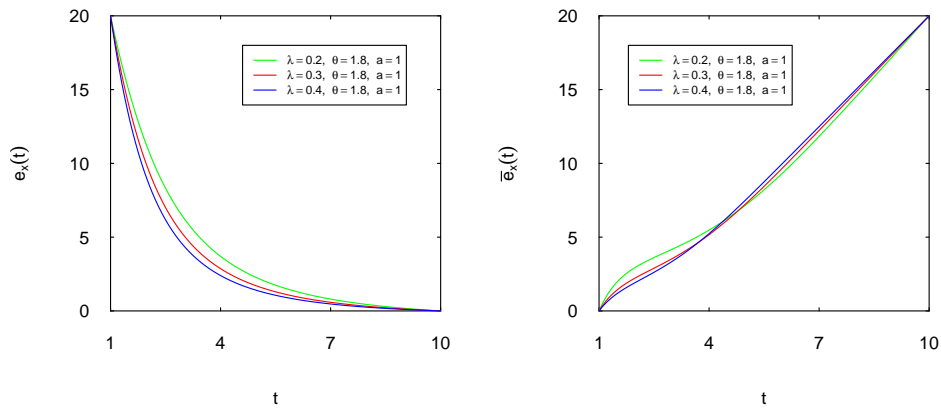 20
15
10
5
0
e_x(t)
λ = 0.2, θ = 1.8, a = 1
λ = 0.3, θ = 1.8, a = 1
λ = 0.4, θ = 1.8, a = 1
1 4 7 10
t
20
15
10
5
0
e̅_x(t)
λ = 0.2, θ = 1.8, a = 1
λ = 0.3, θ = 1.8, a = 1
λ = 0.4, θ = 1.8, a = 1
1 4 7 10
t